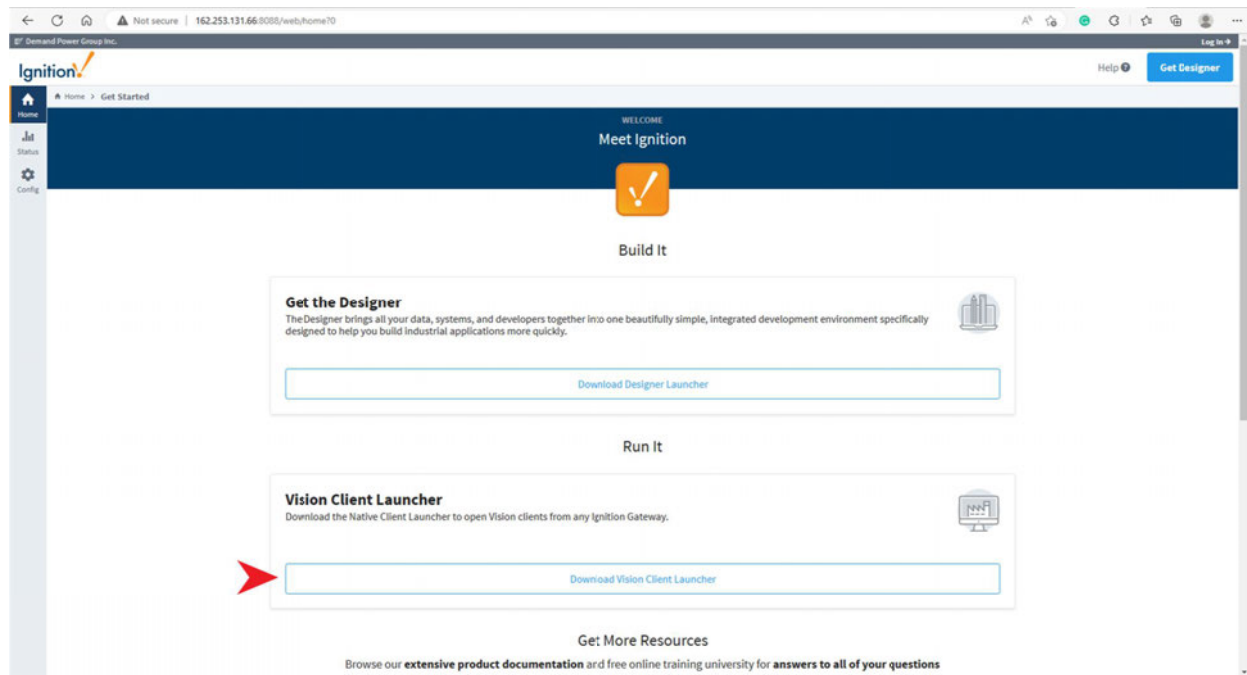 Not secure | 162.253.131.66:8088/web/home?0
Demand Power Group Inc.
Log In
Ignition!
Help
Get Designer
Home > Get Started
Home
Status
Config
WELCOME
Meet Ignition
Build It
Get the Designer
The Designer brings all your data, systems, and developers together into one beautifully simple, integrated development environment specifically
designed to help you build industrial applications more quickly.
Download Designer Launcher
Run It
Vision Client Launcher
Download the Native Client Launcher to open Vision clients from any Ignition Gateway.
Download Vision Client Launcher
Get More Resources
Browse our extensive product documentation and free online training university for answers to all of your questions